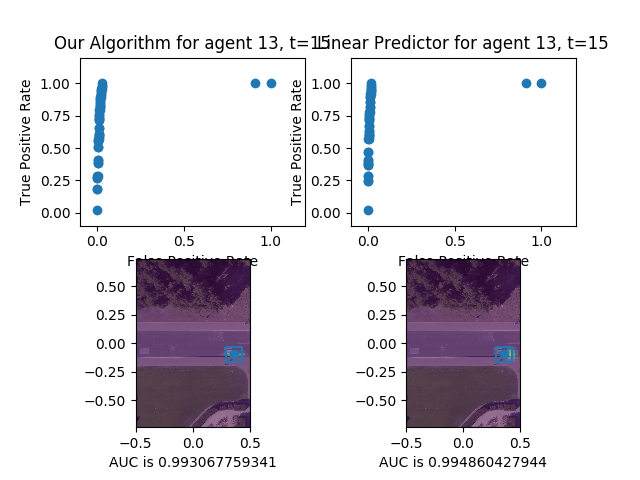 Our Algorithm for agent 13, t=15
Linear Predictor for agent 13, t=15
True Positive Rate
1.00
0.75
0.50
0.25
0.00
0.0 0.5 1.0
False Positive Rate
True Positive Rate
1.00
0.75
0.50
0.25
0.00
0.0 0.5 1.0
False Positive Rate
0.50
0.25
0.00
−0.25
−0.50
−0.5 0.0 0.5
AUC is 0.993067759341
0.50
0.25
0.00
−0.25
−0.50
−0.5 0.0 0.5
AUC is 0.994860427944